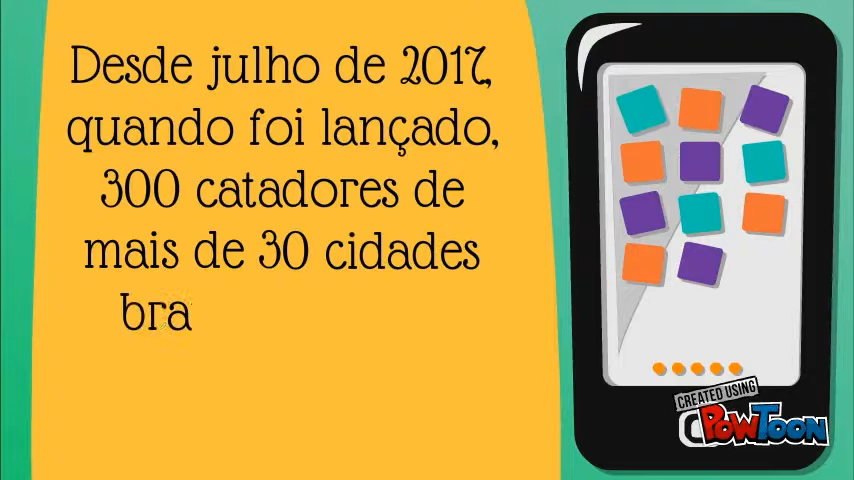 Desde julho de 2017,
quando foi lançado,
300 catadores de
mais de 30 cidades
bra
CREATED USING
POWTOON